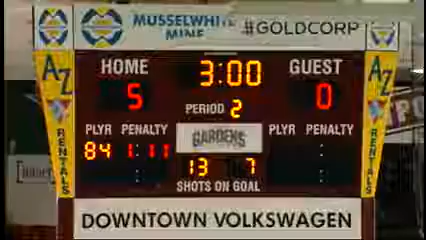 MUSSELWHITE
MINE
#GOLDCORP
AZ
RENTALS
HOME 3:00 GUEST
5 PERIOD 2 0
PLYR PENALTY GARDENS PLYR PENALTY
84 1:11 : 
13 7
SHOTS ON GOAL
AZ
RENTALS
DOWNTOWN VOLKSWAGEN